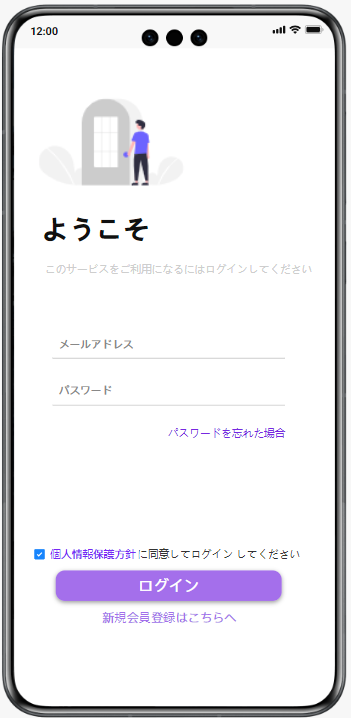 12:00
ようこそ
このサービスをご利用になるにはログインしてください
メールアドレス
パスワード
パスワードを忘れた場合
個人情報保護方針に同意してログイン してください
ログイン
新規会員登録はこちらへ